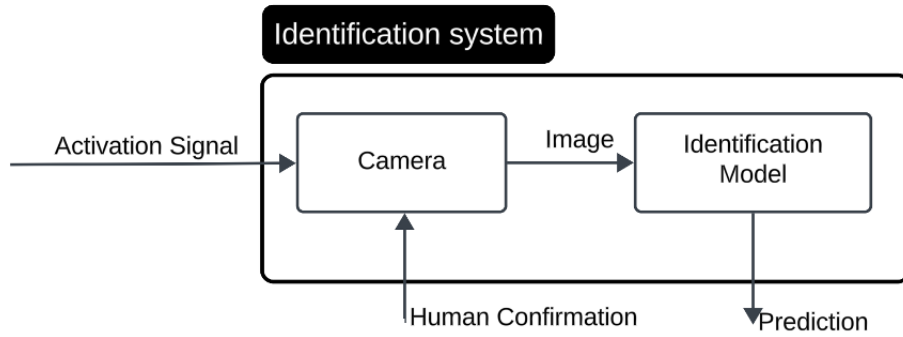 Identification system
Activation Signal
Camera
Image
Identification
Model
Human Confirmation
Prediction